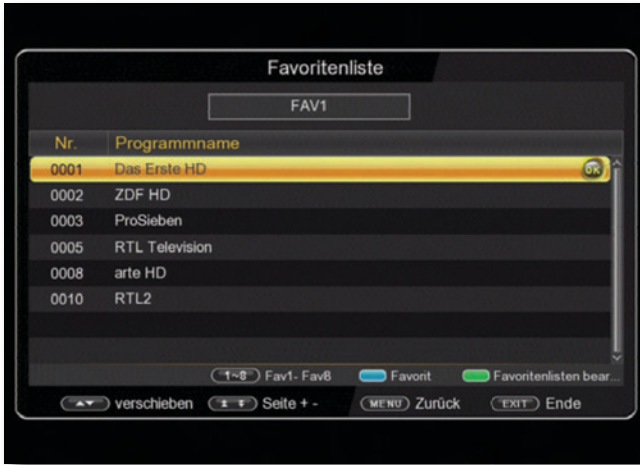 Favoritenliste
FAV1
Nr. Programmname
0001 Das Erste HD OK
0002 ZDF HD
0003 ProSieben
0005 RTL Television
0008 arte HD
0010 RTL2
1~8 Fav1- Fav8 Favorit Favoritenlisten bear...
verschieben Seite + - MENU Zurück EXIT Ende